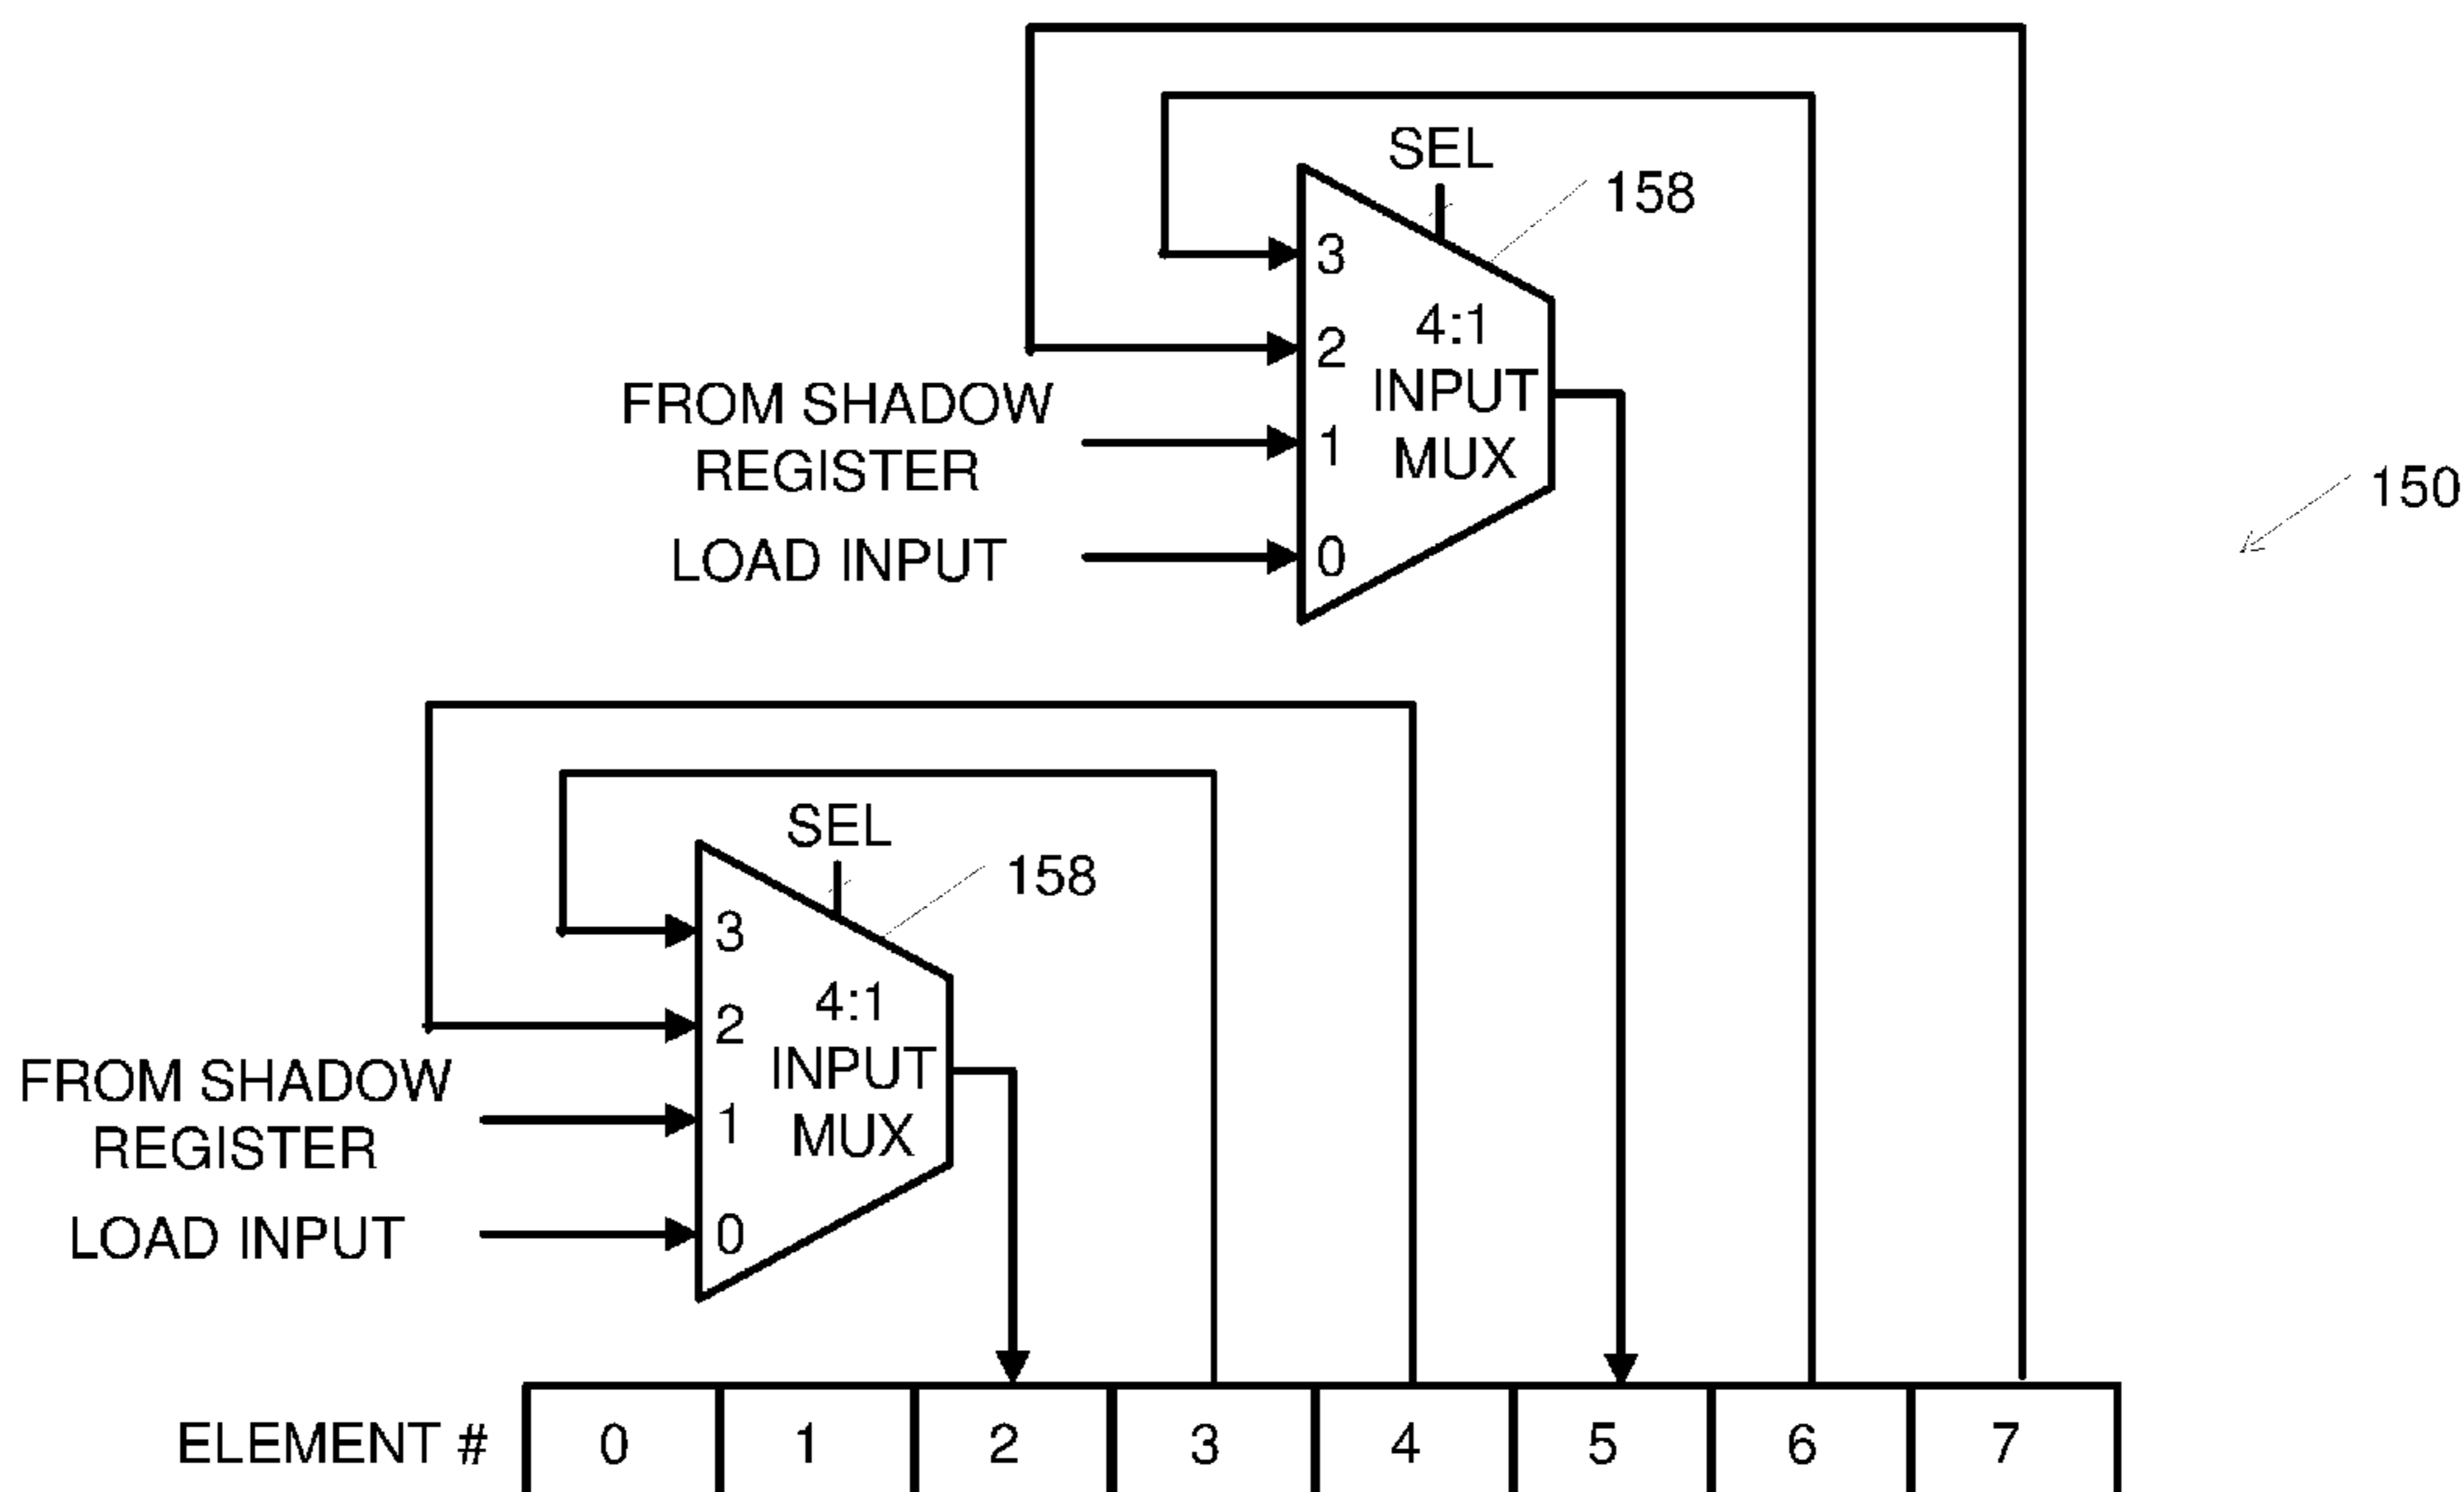 SEL
158
3
4:1
2
INPUT
FROM SHADOW
REGISTER
1
MUX
150
LOAD INPUT
0
SEL
158
3
4:1
2
INPUT
FROM SHADOW
REGISTER
1
MUX
LOAD INPUT
0
ELEMENT # 0 1 2 3 4 5 6 7